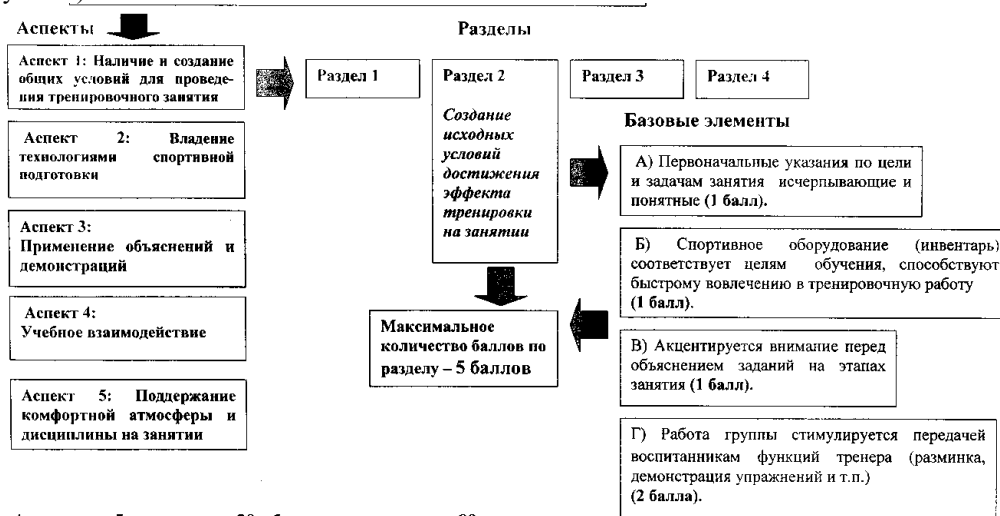 Аспекты
Разделы
Аспект 1: Наличие и создание
общих условий для проведе-
ния тренировочного занятия
Раздел 1
Раздел 2
Раздел 3
Раздел 4
Создание
исходных
условий
достижения
эффекта
тренировки
на занятии
Аспект 2: Владение
технологиями спортивной
подготовки
Аспект 3:
Применение объяснений и
демонстраций
Аспект 4:
Учебное взаимодействие
Аспект 5: Поддержание
комфортной атмосферы и
дисциплины на занятии
Максимальное
количество баллов по
разделу – 5 баллов
Базовые элементы
А) Первоначальные указания по цели
и задачам занятия исчерпывающие и
понятные (1 балл).
Б) Спортивное оборудование (инвентарь)
соответствует целям обучения, способствуют
быстрому вовлечению в тренировочную работу
(1 балл).
В) Акцентируется внимание перед
объяснением заданий на этапах
занятия (1 балл).
Г) Работа группы стимулируется передачей
воспитанникам функций тренера (разминка,
демонстрация упражнений и т.п.)
(2 балла).